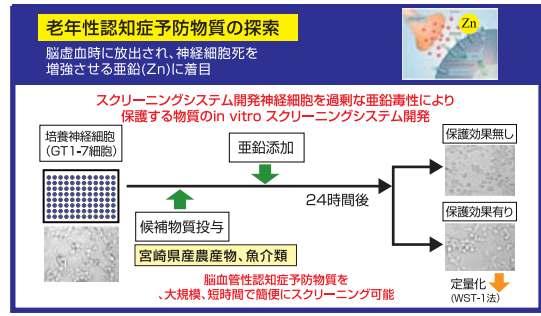 老年性認知症予防物質の探索
脳虚血時に放出され、神経細胞死を
増強させる亜鉛(Zn)に着目
Zn
スクリーニングシステム開発神経細胞を過剰な亜鉛毒性により
保護する物質のin vitro スクリーニングシステム開発
培養神経細胞
(GT1-7細胞)
亜鉛添加
24時間後
候補物質投与
宮崎県産農産物、魚介類
保護効果無し
保護効果有り
定量化
(WST-1法)
脳血管性認知症予防物質を
、大規模、短時間で簡便にスクリーニング可能